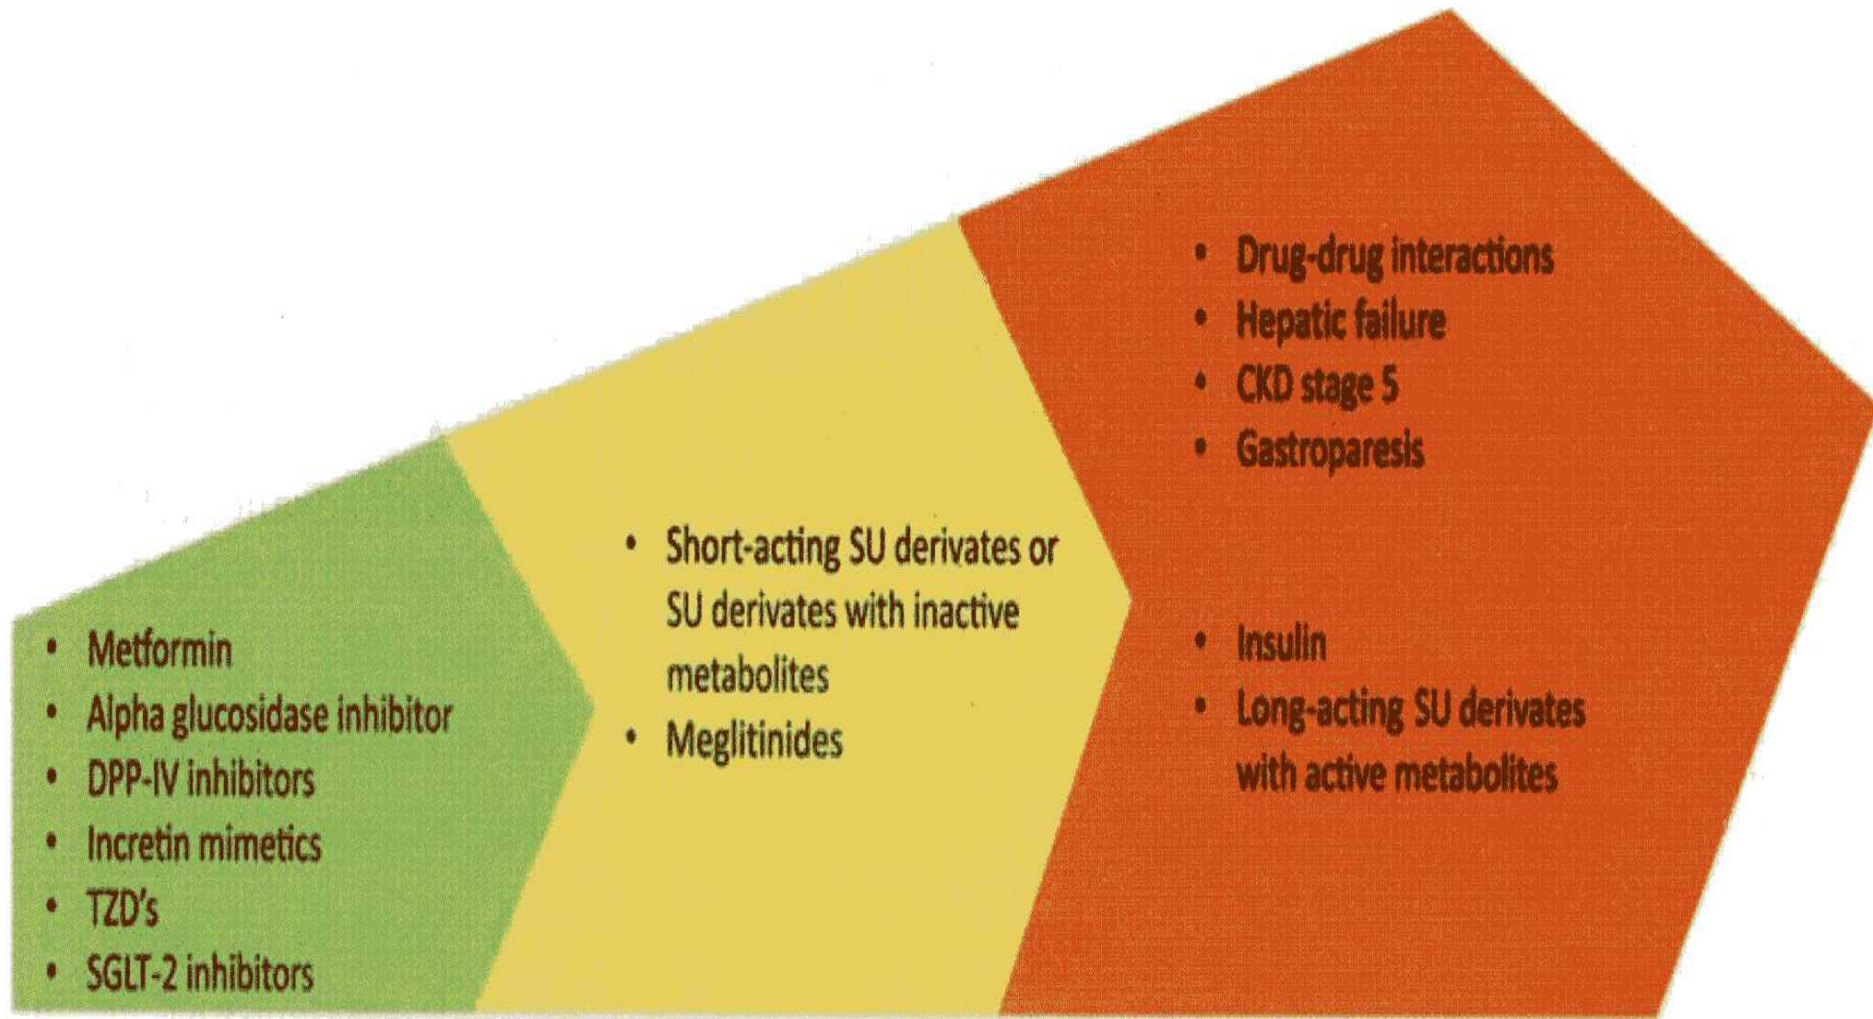 • Metformin
• Alpha glucosidase inhibitor
• DPP-IV inhibitors
• Incretin mimetics
• TZD's
• SGLT-2 inhibitors
• Short-acting SU derivates or
SU derivates with inactive
metabolites
• Meglitinides
• Drug-drug interactions
• Hepatic failure
• CKD stage 5
• Gastroparesis
• Insulin
• Long-acting SU derivates
with active metabolites